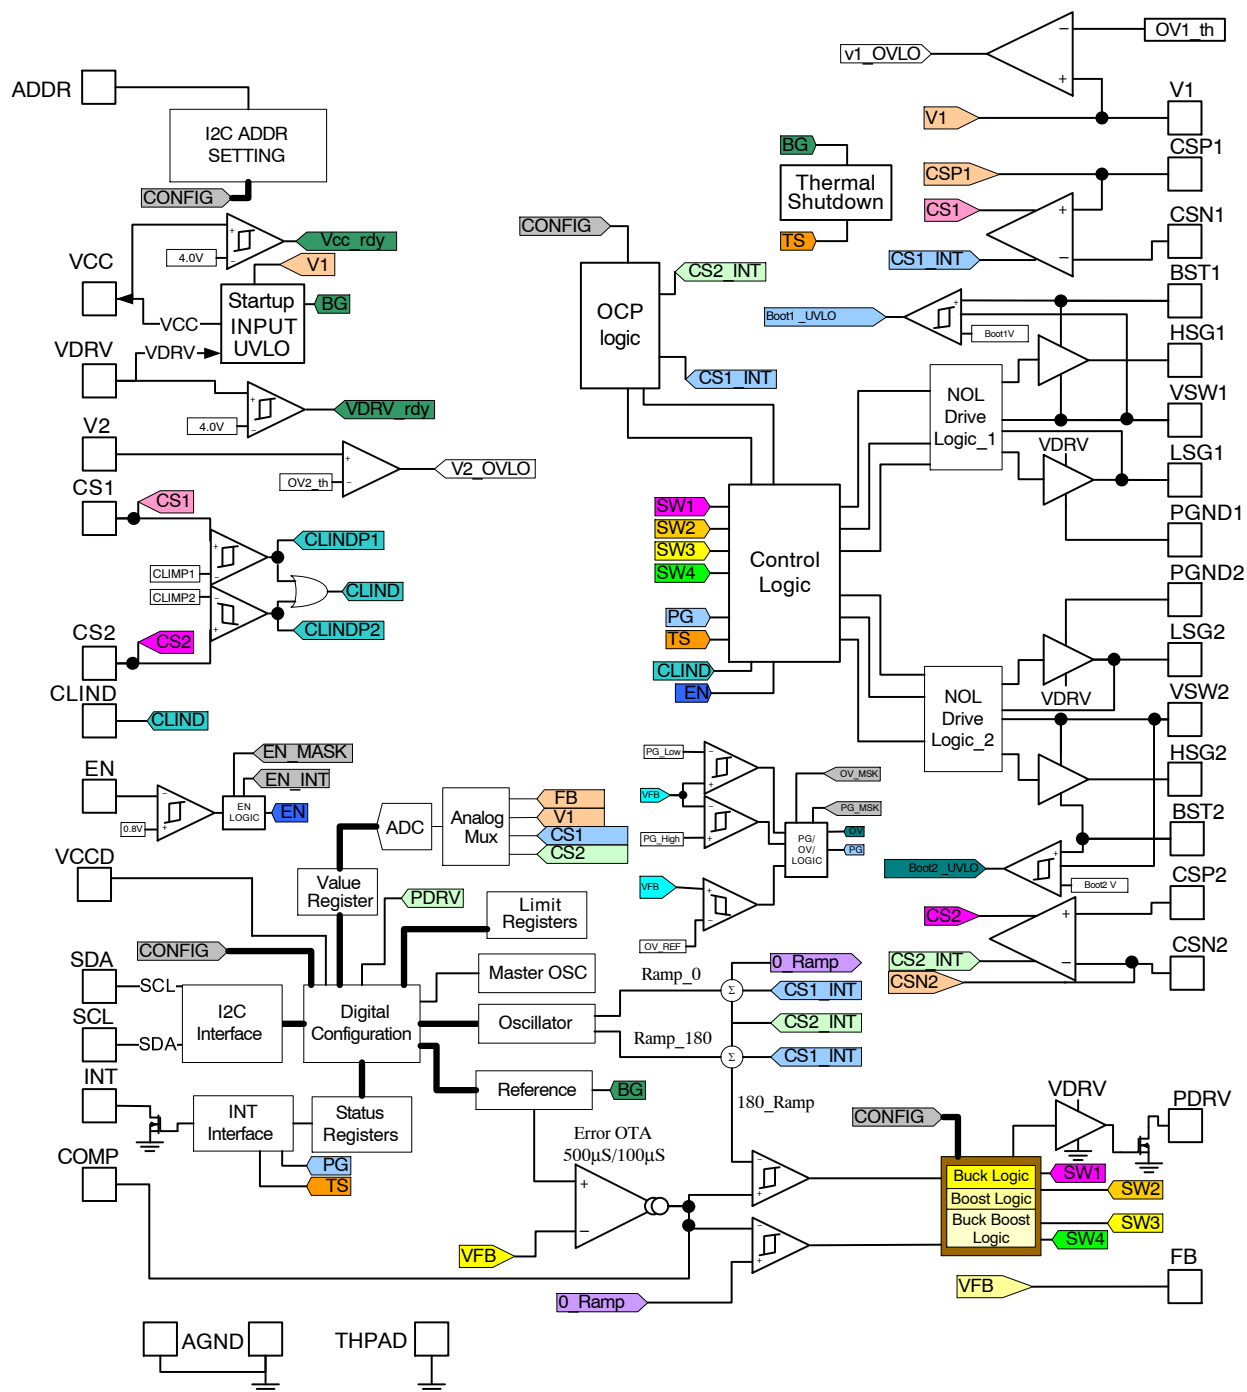 ADDR
I2C ADDR
SETTING
CONFIG
VCC
4.0V
+
−
Vcc_rdy
V1
Startup
INPUT
UVLO
BG
VCC
VDRV
VDRV
4.0V
+
−
VDRV_rdy
V2
OV2_th
+
−
V2_OVLO
CS1
CS1
+
−
CLIMP1
CLIMP2
−
+
CLINDP1
CLIND
CLINDP2
CS2
CS2
CLIND
CLIND
EN
0.8V
−
+
EN_MASK
EN_INT
EN
LOGIC
EN
VCCD
Value
Register
ADC
Analog
Mux
FB
V1
CS1
CS2
PDRV
Limit
Registers
CONFIG
SDA
SCL
SCL
SDA
I2C
Interface
Digital
Configuration
Master OSC
Oscillator
Reference
BG
INT
INT
Interface
Status
Registers
PG
TS
COMP
Error OTA
500µS/100µS
+
−
VFB
0_Ramp
AGND
THPAD
CONFIG
OCP
logic
CS2_INT
CS1_INT
BG
Thermal
Shutdown
TS
v1_OVLO
−
+
OV1_th
V1
V1
CSP1
CSP1
CS1
+
−
CS1_INT
CSN1
BST1
Boot1 _UVLO
+
−
Boot1V
HSG1
NOL
Drive
Logic_1
VSW1
VDRV
LSG1
PGND1
SW1
SW2
SW3
SW4
PG
TS
CLIND
EN
Control
Logic
PGND2
LSG2
VDRV
NOL
Drive
Logic_2
VSW2
HSG2
BST2
Boot2 _UVLO
+
−
Boot2 V
CSP2
CS2
+
−
CS2_INT
CSN2
CSN2
PG_Low
−
+
VFB
−
+
PG_High
VFB
+
−
OV_REF
OV_MSK
PG_MSK
PG/
OV/
LOGIC
OV
PG
Ramp_0
Ramp_180
Σ
Σ
0_Ramp
CS1_INT
CS2_INT
CS1_INT
180_Ramp
−
+
−
+
CONFIG
VDRV
PDRV
Buck Logic
Boost Logic
Buck Boost
Logic
SW1
SW2
SW3
SW4
VFB
FB